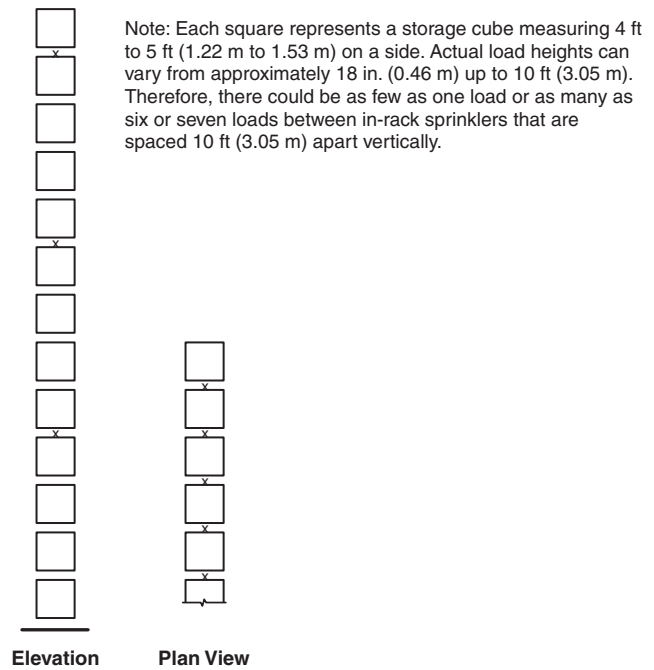 Note: Each square represents a storage cube measuring 4 ft
to 5 ft (1.22 m to 1.53 m) on a side. Actual load heights can
vary from approximately 18 in. (0.46 m) up to 10 ft (3.05 m).
Therefore, there could be as few as one load or as many as
six or seven loads between in-rack sprinklers that are
spaced 10 ft (3.05 m) apart vertically.
x
x
x
x
x
x
x
x
Elevation Plan View